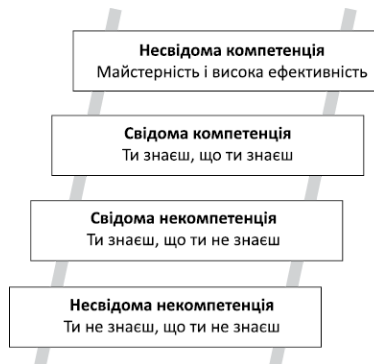 Несвідома компетенція
Майстерність і висока ефективність
Свідома компетенція
Ти знаєш, що ти знаєш
Свідома некомпетенція
Ти знаєш, що ти не знаєш
Несвідома некомпетенція
Ти не знаєш, що ти не знаєш